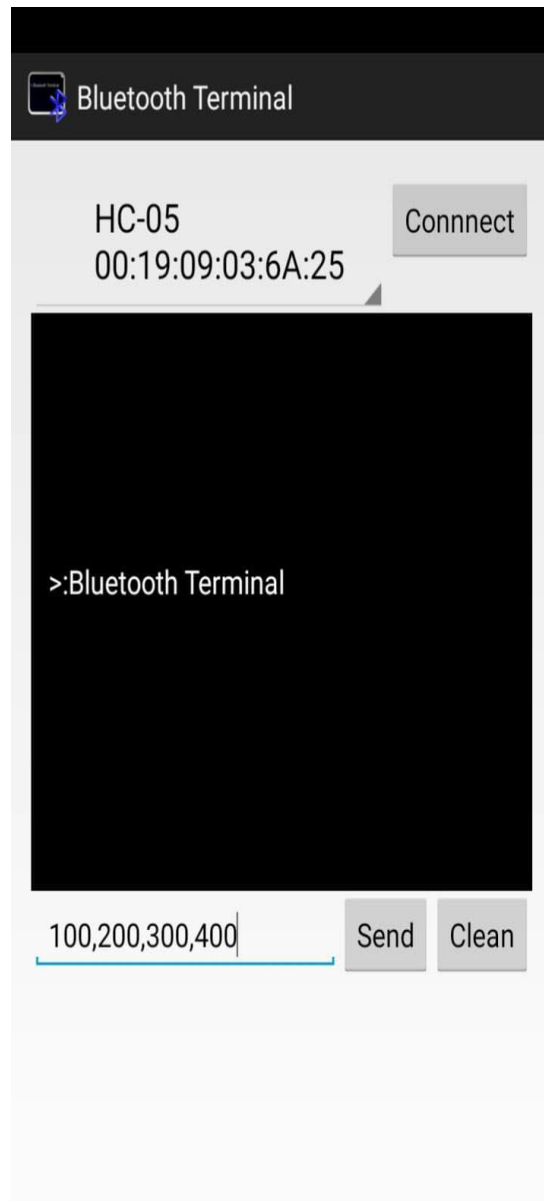 Bluetooth Terminal
HC-05
00:19:09:03:6A:25
Connnect
>:Bluetooth Terminal
100,200,300,400
Send
Clean